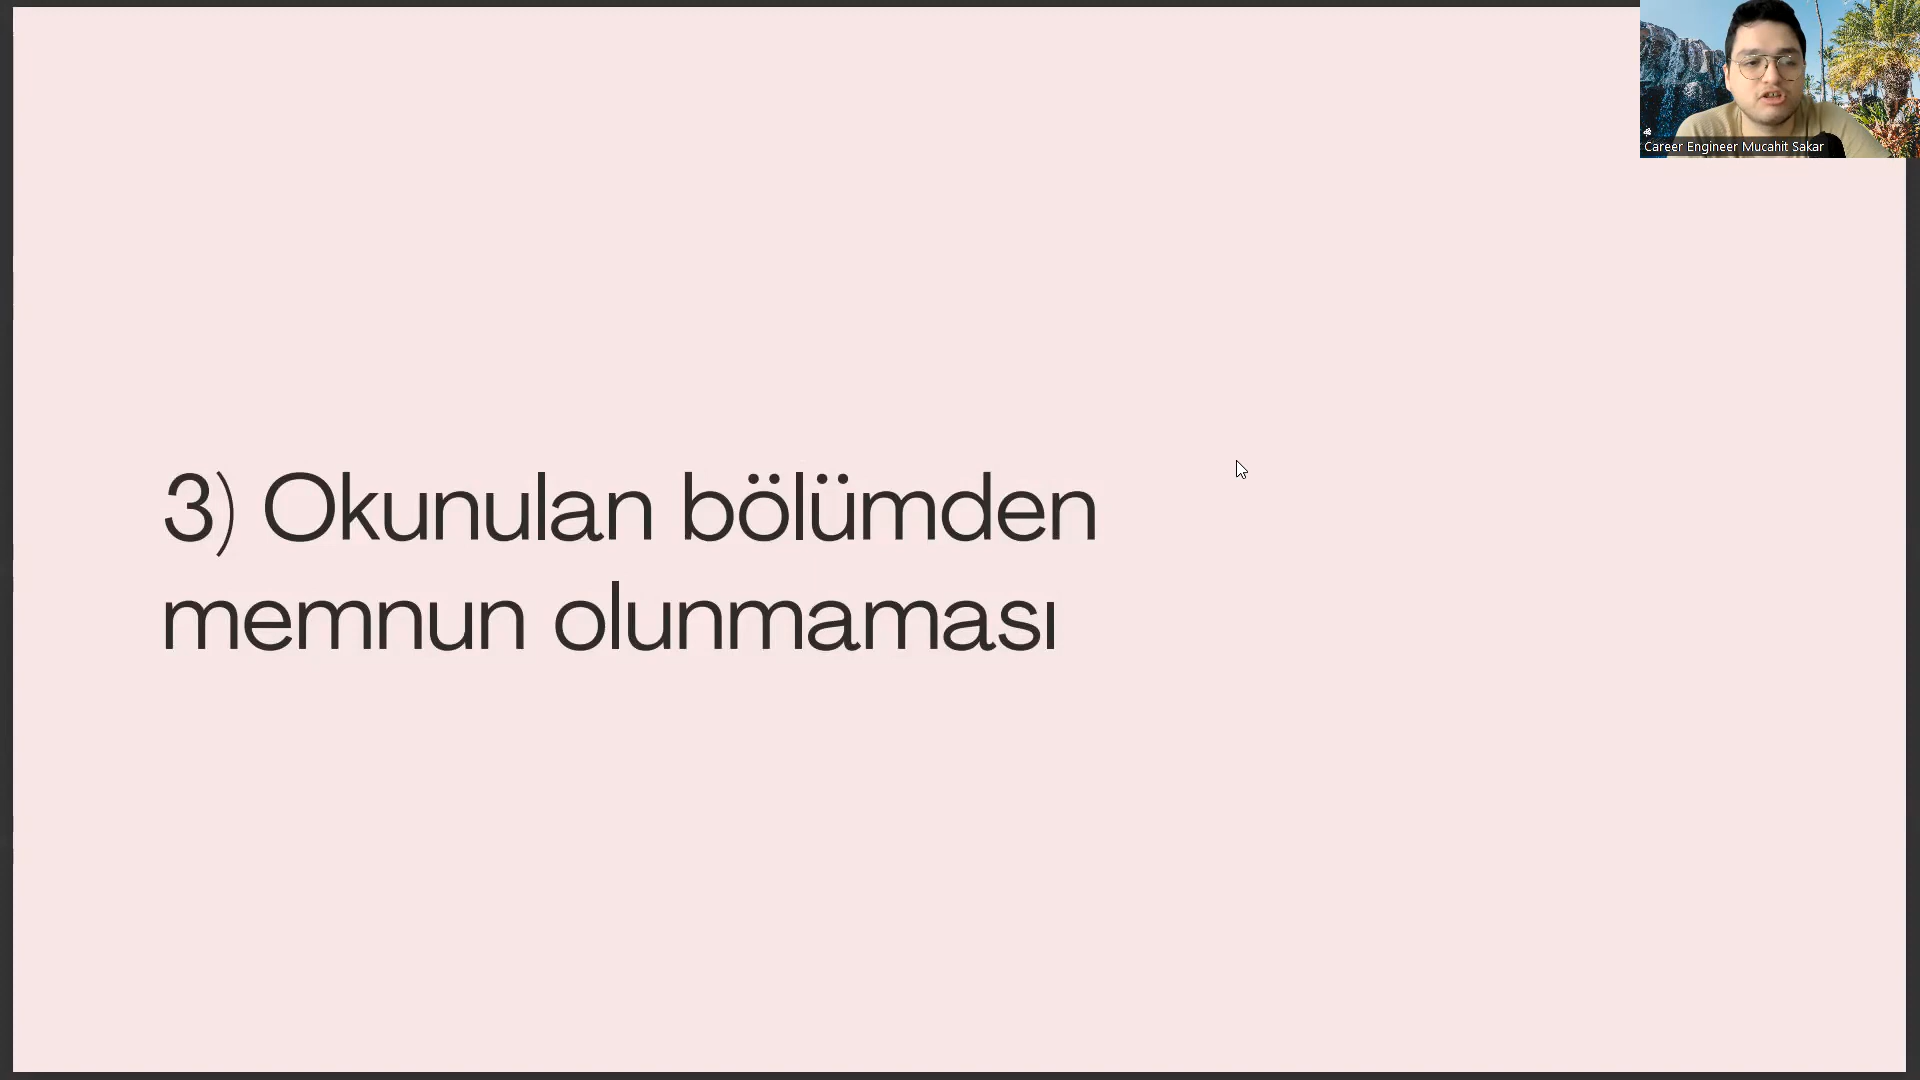 Career Engineer Mucahit Sakar
3) Okunulan bölümden
memnun olunmaması